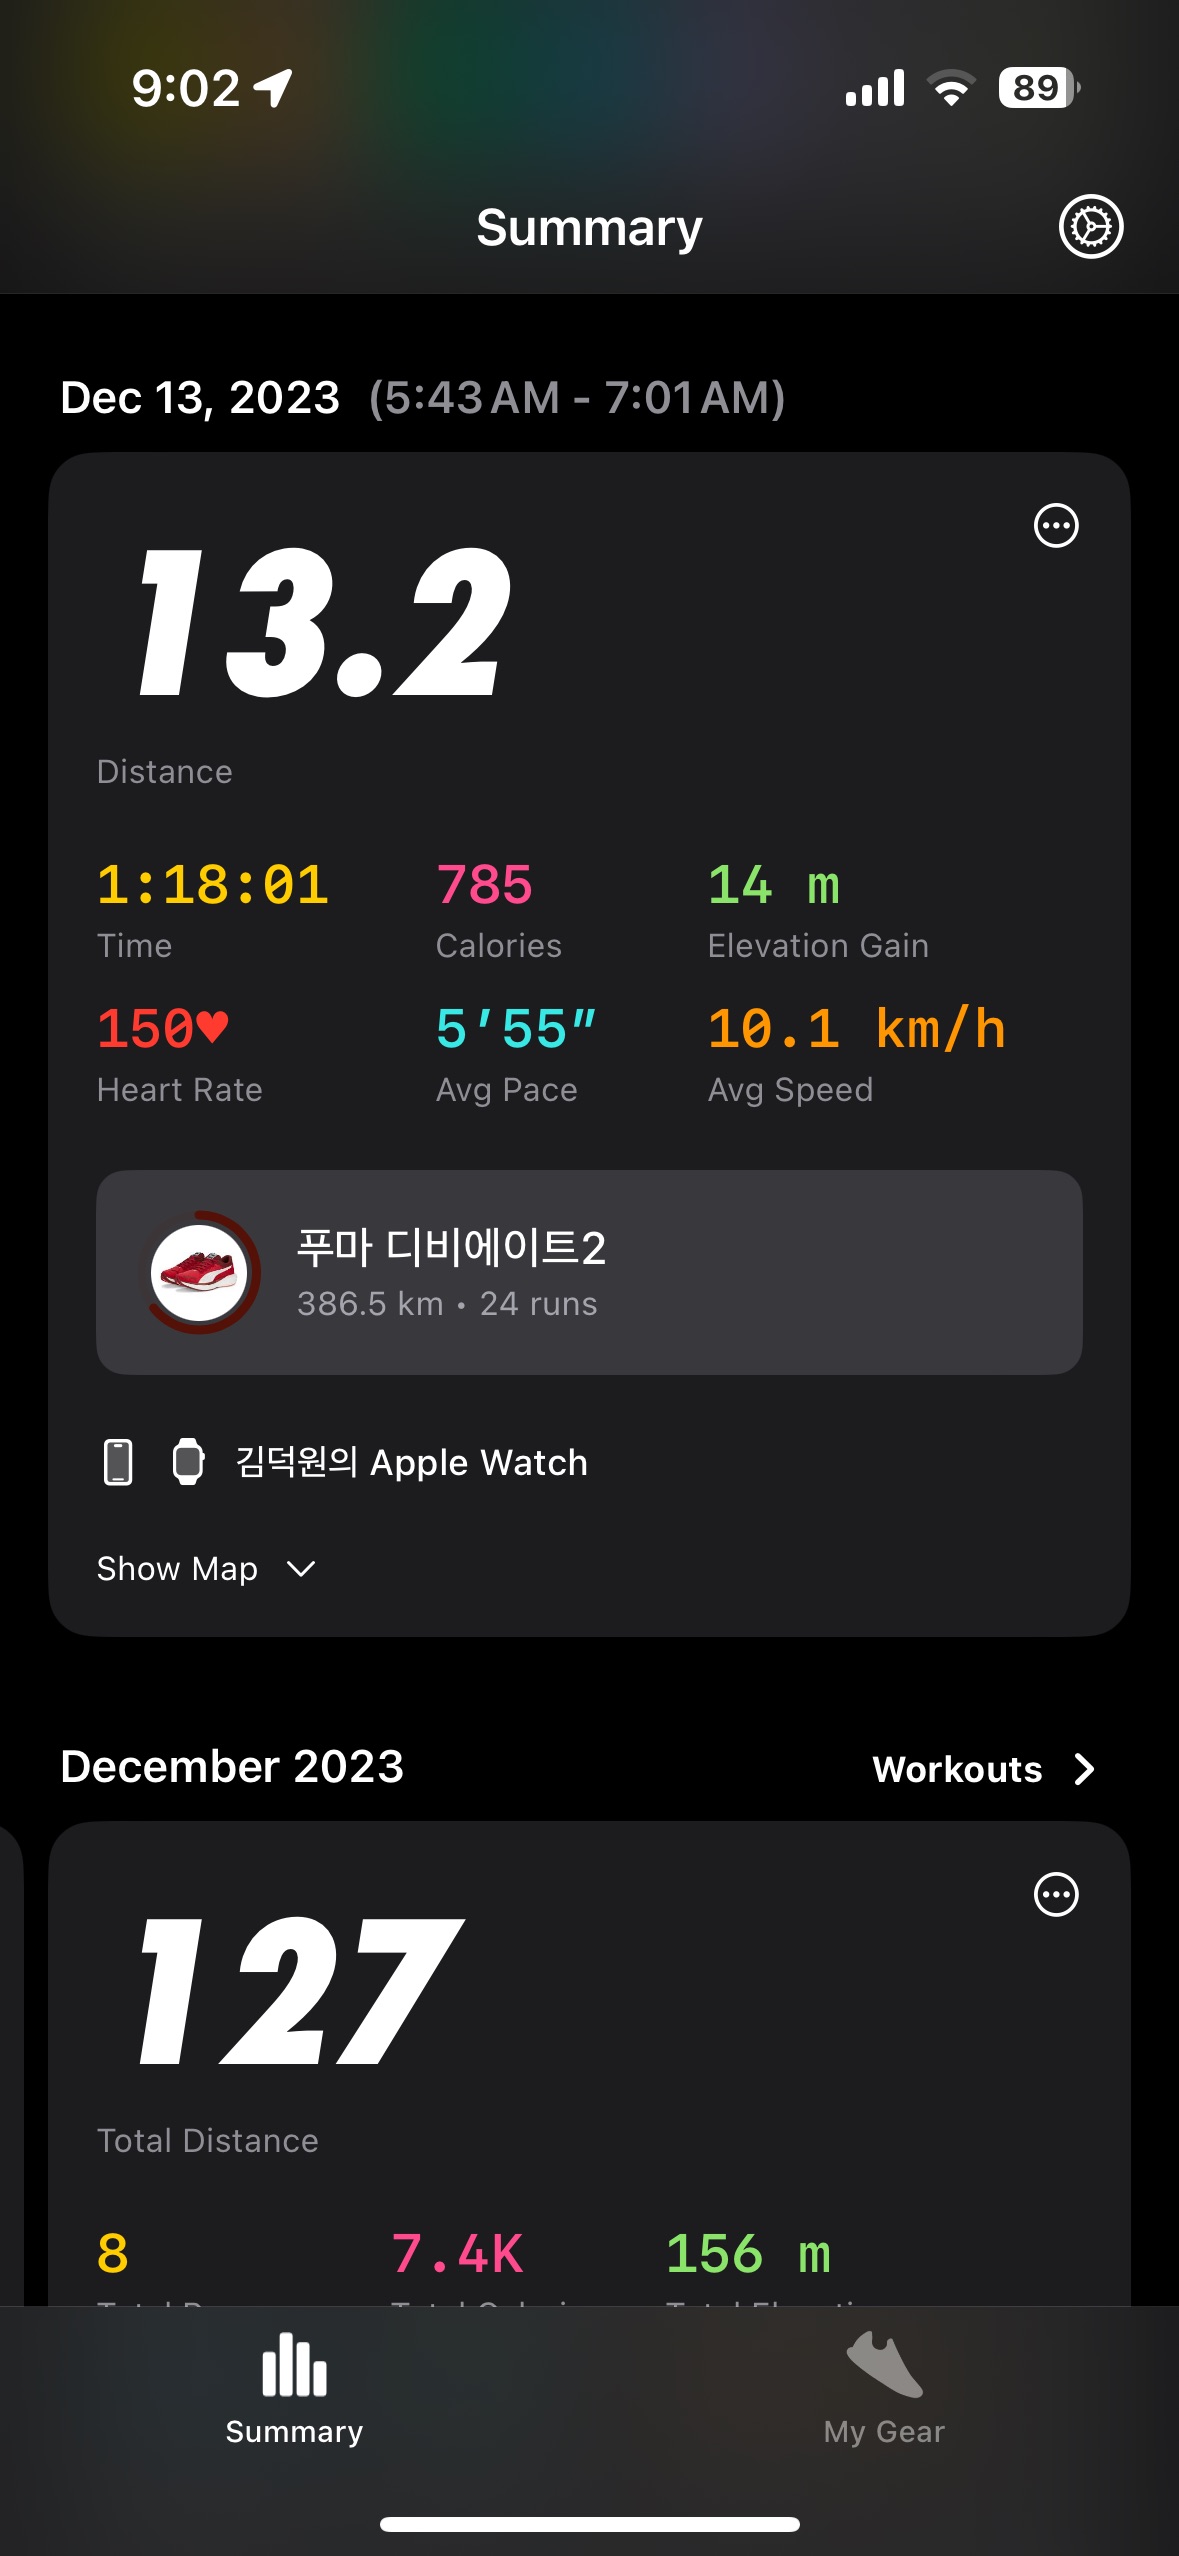 9:02
89
Summary
Dec 13, 2023 (5:43 AM - 7:01 AM)
13.2
Distance
1:18:01 785 14 m
Time Calories Elevation Gain
150♥ 5'55" 10.1 km/h
Heart Rate Avg Pace Avg Speed
푸마 디비에이트2
386.5 km • 24 runs
김덕원의 Apple Watch
Show Map
December 2023 Workouts
127
Total Distance
8 7.4K 156 m
Summary My Gear